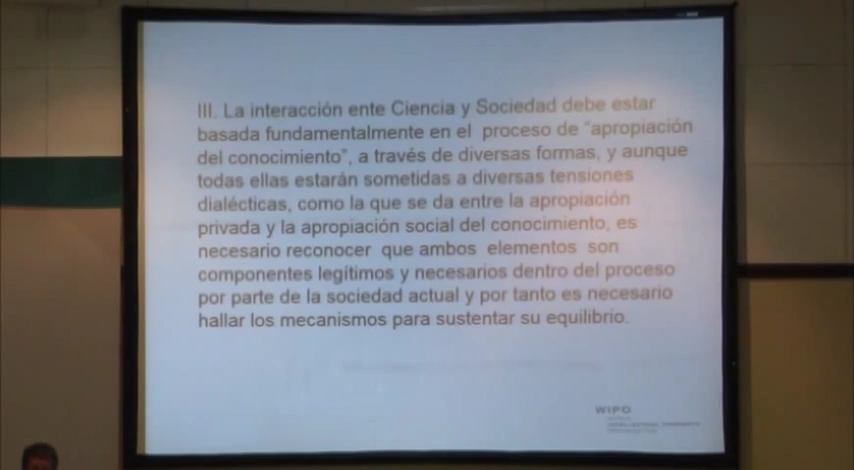 III. La interacción ente Ciencia y Sociedad debe estar
basada fundamentalmente en el proceso de “apropiación
del conocimiento”, a través de diversas formas, y aunque
todas ellas estarán sometidas a diversas tensiones
dialécticas, como la que se da entre la apropiación
privada y la apropiación social del conocimiento, es
necesario reconocer que ambos elementos son
componentes legítimos y necesarios dentro del proceso
por parte de la sociedad actual y por tanto es necesario
hallar los mecanismos para sustentar su equilibrio.
WIPO